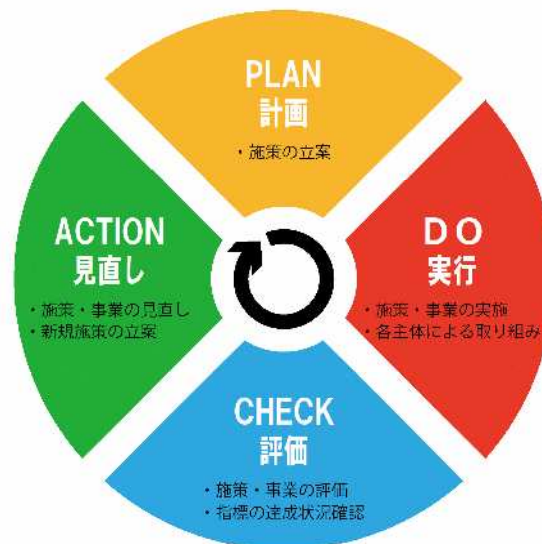 PLAN
計画
・施策の立案
DO
実行
・施策・事業の実施
・各主体による取り組み
CHECK
評価
・施策・事業の評価
・指標の達成状況確認
ACTION
見直し
・施策・事業の見直し
・新規施策の立案